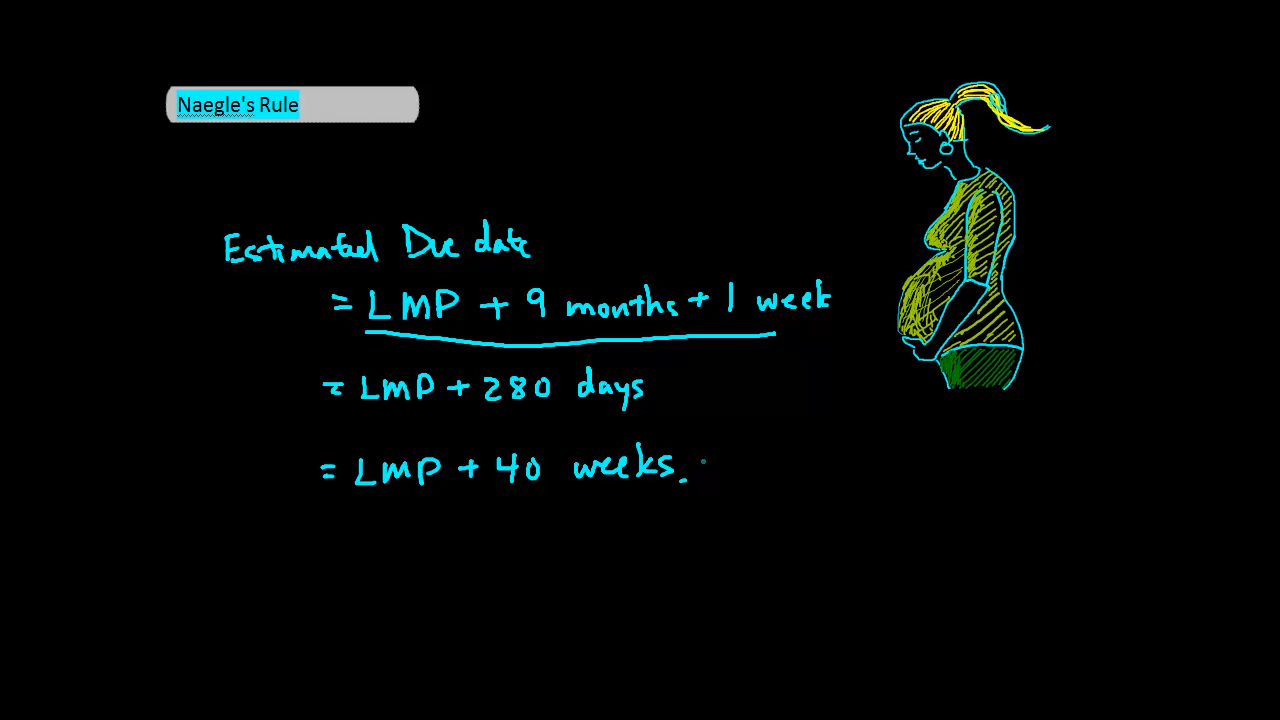 Naegle's Rule
Estimated Due date
= LMP + 9 months + 1 week
= LMP + 280 days
= LMP + 40 weeks.